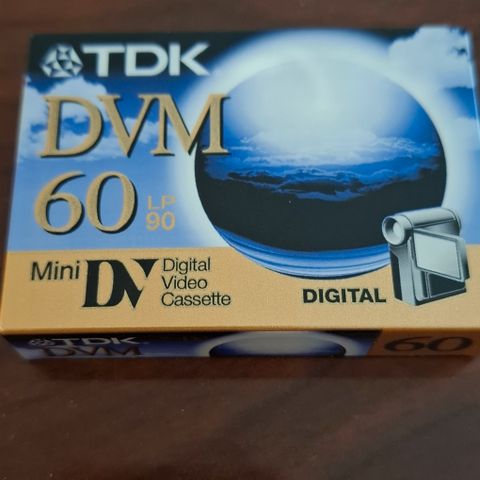 TDK
DVM
60 LP
90
Mini DV Digital
Video
Cassette
DIGITAL
TDK
DVM
60